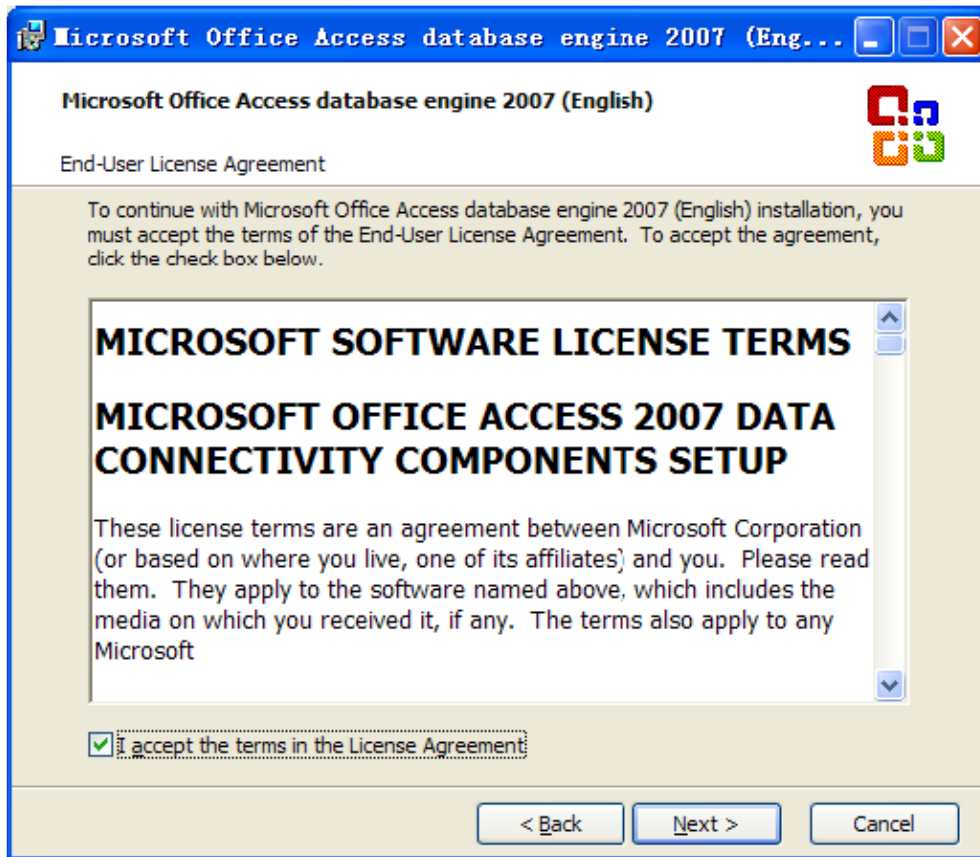 Microsoft Office Access database engine 2007 (Eng...
Microsoft Office Access database engine 2007 (English)
End-User License Agreement
To continue with Microsoft Office Access database engine 2007 (English) installation, you
must accept the terms of the End-User License Agreement.  To accept the agreement,
click the check box below.
MICROSOFT SOFTWARE LICENSE TERMS
MICROSOFT OFFICE ACCESS 2007 DATA
CONNECTIVITY COMPONENTS SETUP
These license terms are an agreement between Microsoft Corporation
(or based on where you live, one of its affiliates) and you.  Please read
them.  They apply to the software named above, which includes the
media on which you received it, if any.  The terms also apply to any
Microsoft
I accept the terms in the License Agreement
< Back
Next >
Cancel